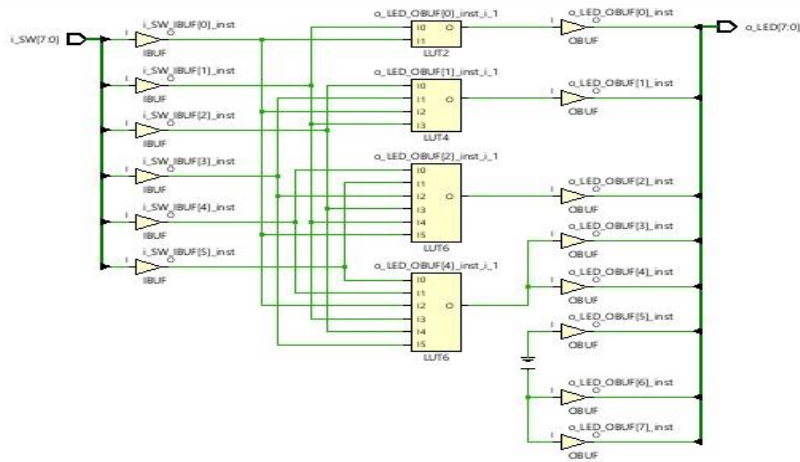 i_SW[7:0]
i_SW_IBUF[0]_inst
I
O
IBUF
i_SW_IBUF[1]_inst
I
O
IBUF
i_SW_IBUF[2]_inst
I
O
IBUF
i_SW_IBUF[3]_inst
I
O
IBUF
i_SW_IBUF[4]_inst
I
O
IBUF
i_SW_IBUF[5]_inst
I
O
IBUF
o_LED_OBUF[0]_inst_i_1
I0
I1
O
LUT2
o_LED_OBUF[1]_inst_i_1
I0
I1
I2
I3
O
LUT4
o_LED_OBUF[2]_inst_i_1
I0
I1
I2
I3
I4
I5
O
LUT6
o_LED_OBUF[4]_inst_i_1
I0
I1
I2
I3
I4
I5
O
LUT6
o_LED_OBUF[0]_inst
I
O
OBUF
o_LED_OBUF[1]_inst
I
O
OBUF
o_LED_OBUF[2]_inst
I
O
OBUF
o_LED_OBUF[3]_inst
I
O
OBUF
o_LED_OBUF[4]_inst
I
O
OBUF
o_LED_OBUF[5]_inst
I
O
OBUF
o_LED_OBUF[6]_inst
I
O
OBUF
o_LED_OBUF[7]_inst
I
O
OBUF
o_LED[7:0]